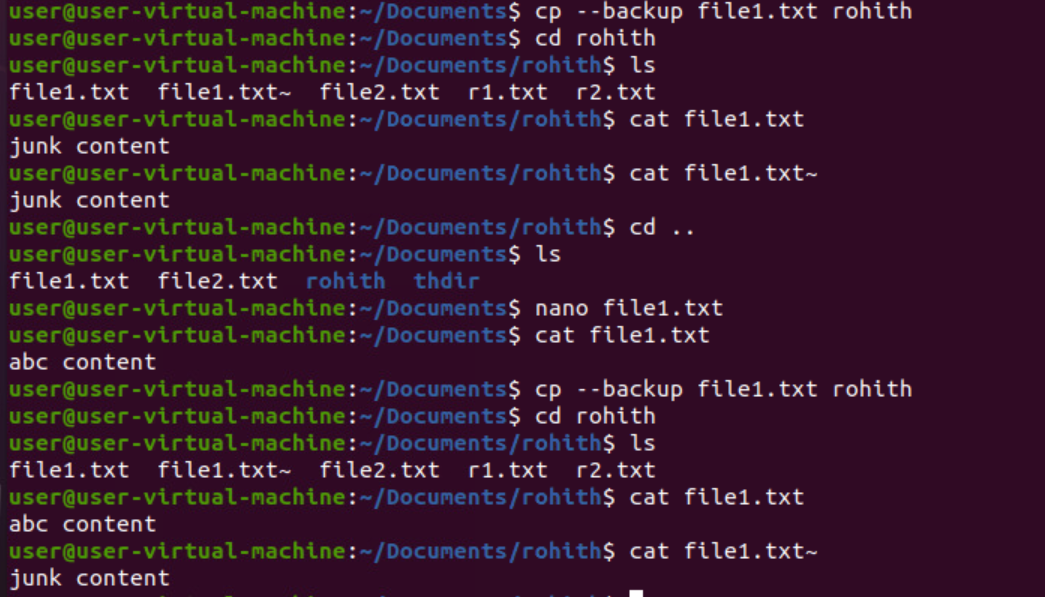 user@user-virtual-machine:~/Documents$ cp --backup file1.txt rohith
user@user-virtual-machine:~/Documents$ cd rohith
user@user-virtual-machine:~/Documents/rohith$ ls
file1.txt  file1.txt~  file2.txt  r1.txt  r2.txt
user@user-virtual-machine:~/Documents/rohith$ cat file1.txt
junk content
user@user-virtual-machine:~/Documents/rohith$ cat file1.txt~
junk content
user@user-virtual-machine:~/Documents/rohith$ cd ..
user@user-virtual-machine:~/Documents$ ls
file1.txt  file2.txt  rohith  thdir
user@user-virtual-machine:~/Documents$ nano file1.txt
user@user-virtual-machine:~/Documents$ cat file1.txt
abc content
user@user-virtual-machine:~/Documents$ cp --backup file1.txt rohith
user@user-virtual-machine:~/Documents$ cd rohith
user@user-virtual-machine:~/Documents/rohith$ ls
file1.txt  file1.txt~  file2.txt  r1.txt  r2.txt
user@user-virtual-machine:~/Documents/rohith$ cat file1.txt
abc content
user@user-virtual-machine:~/Documents/rohith$ cat file1.txt~
junk content